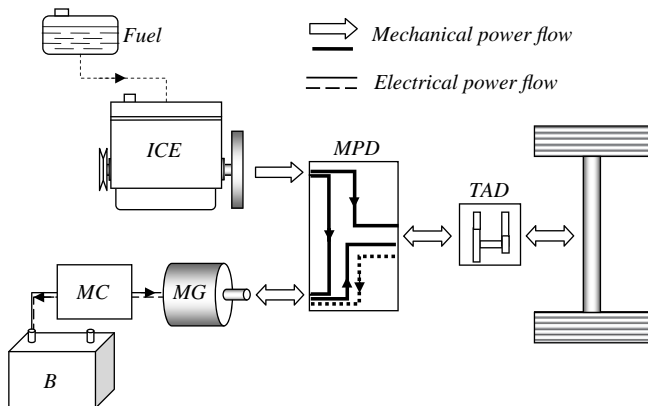 Fuel
Mechanical power flow
Electrical power flow
ICE
MPD
TAD
MC
MG
B